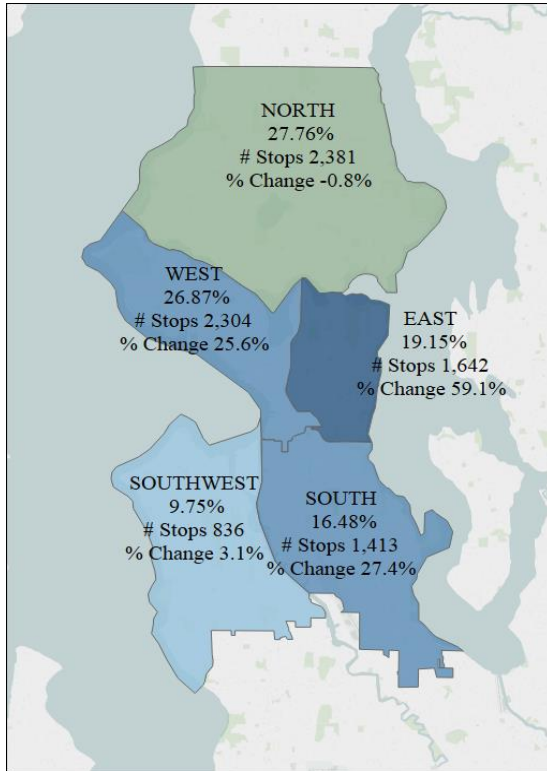 NORTH
27.76%
# Stops 2,381
% Change -0.8%
WEST
26.87%
# Stops 2,304
% Change 25.6%
EAST
19.15%
# Stops 1,642
% Change 59.1%
SOUTHWEST
9.75%
# Stops 836
% Change 3.1%
SOUTH
16.48%
# Stops 1,413
% Change 27.4%